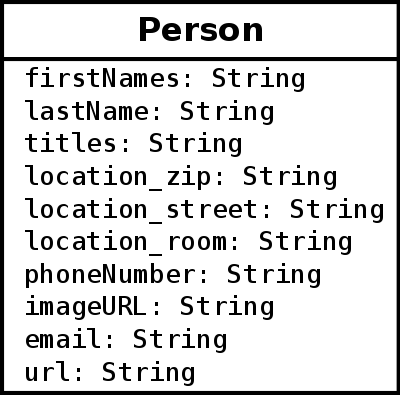 Person
firstNames: String
lastName: String
titles: String
location_zip: String
location_street: String
location_room: String
phoneNumber: String
imageURL: String
email: String
url: String